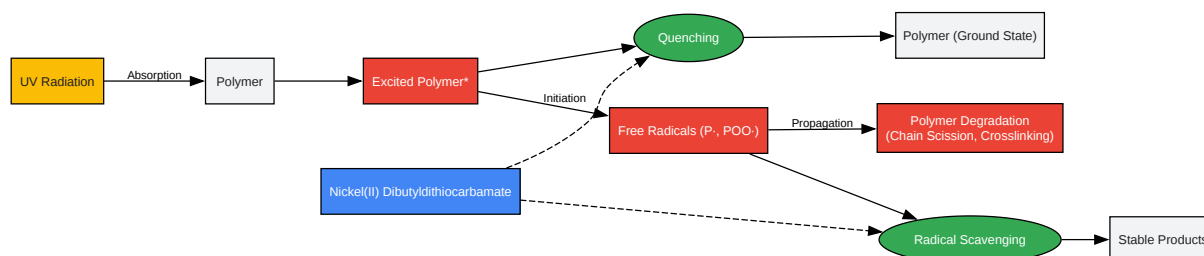 UV Radiation
Absorption
Polymer
Excited Polymer*
Initiation
Quenching
Polymer (Ground State)
Free Radicals (P·, POO·)
Propagation
Polymer Degradation
(Chain Scission, Crosslinking)
Nickel(II) Dibutyldithiocarbamate
Radical Scavenging
Stable Products